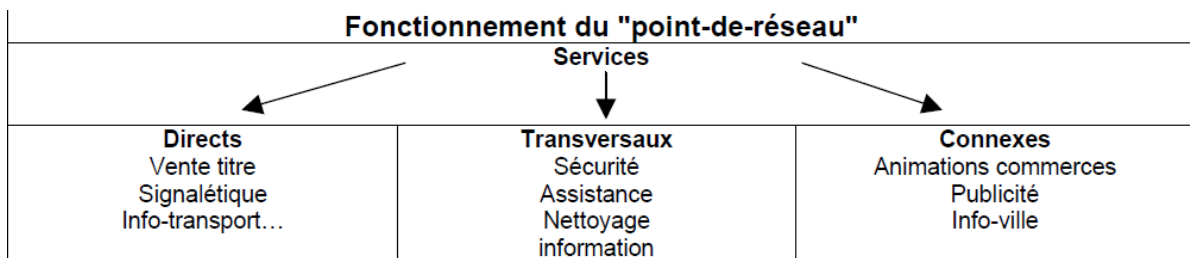 Fonctionnement du "point-de-réseau"
Services
Directs
Vente titre
Signalétique
Info-transport…
Transversaux
Sécurité
Assistance
Nettoyage
information
Connexes
Animations commerces
Publicité
Info-ville